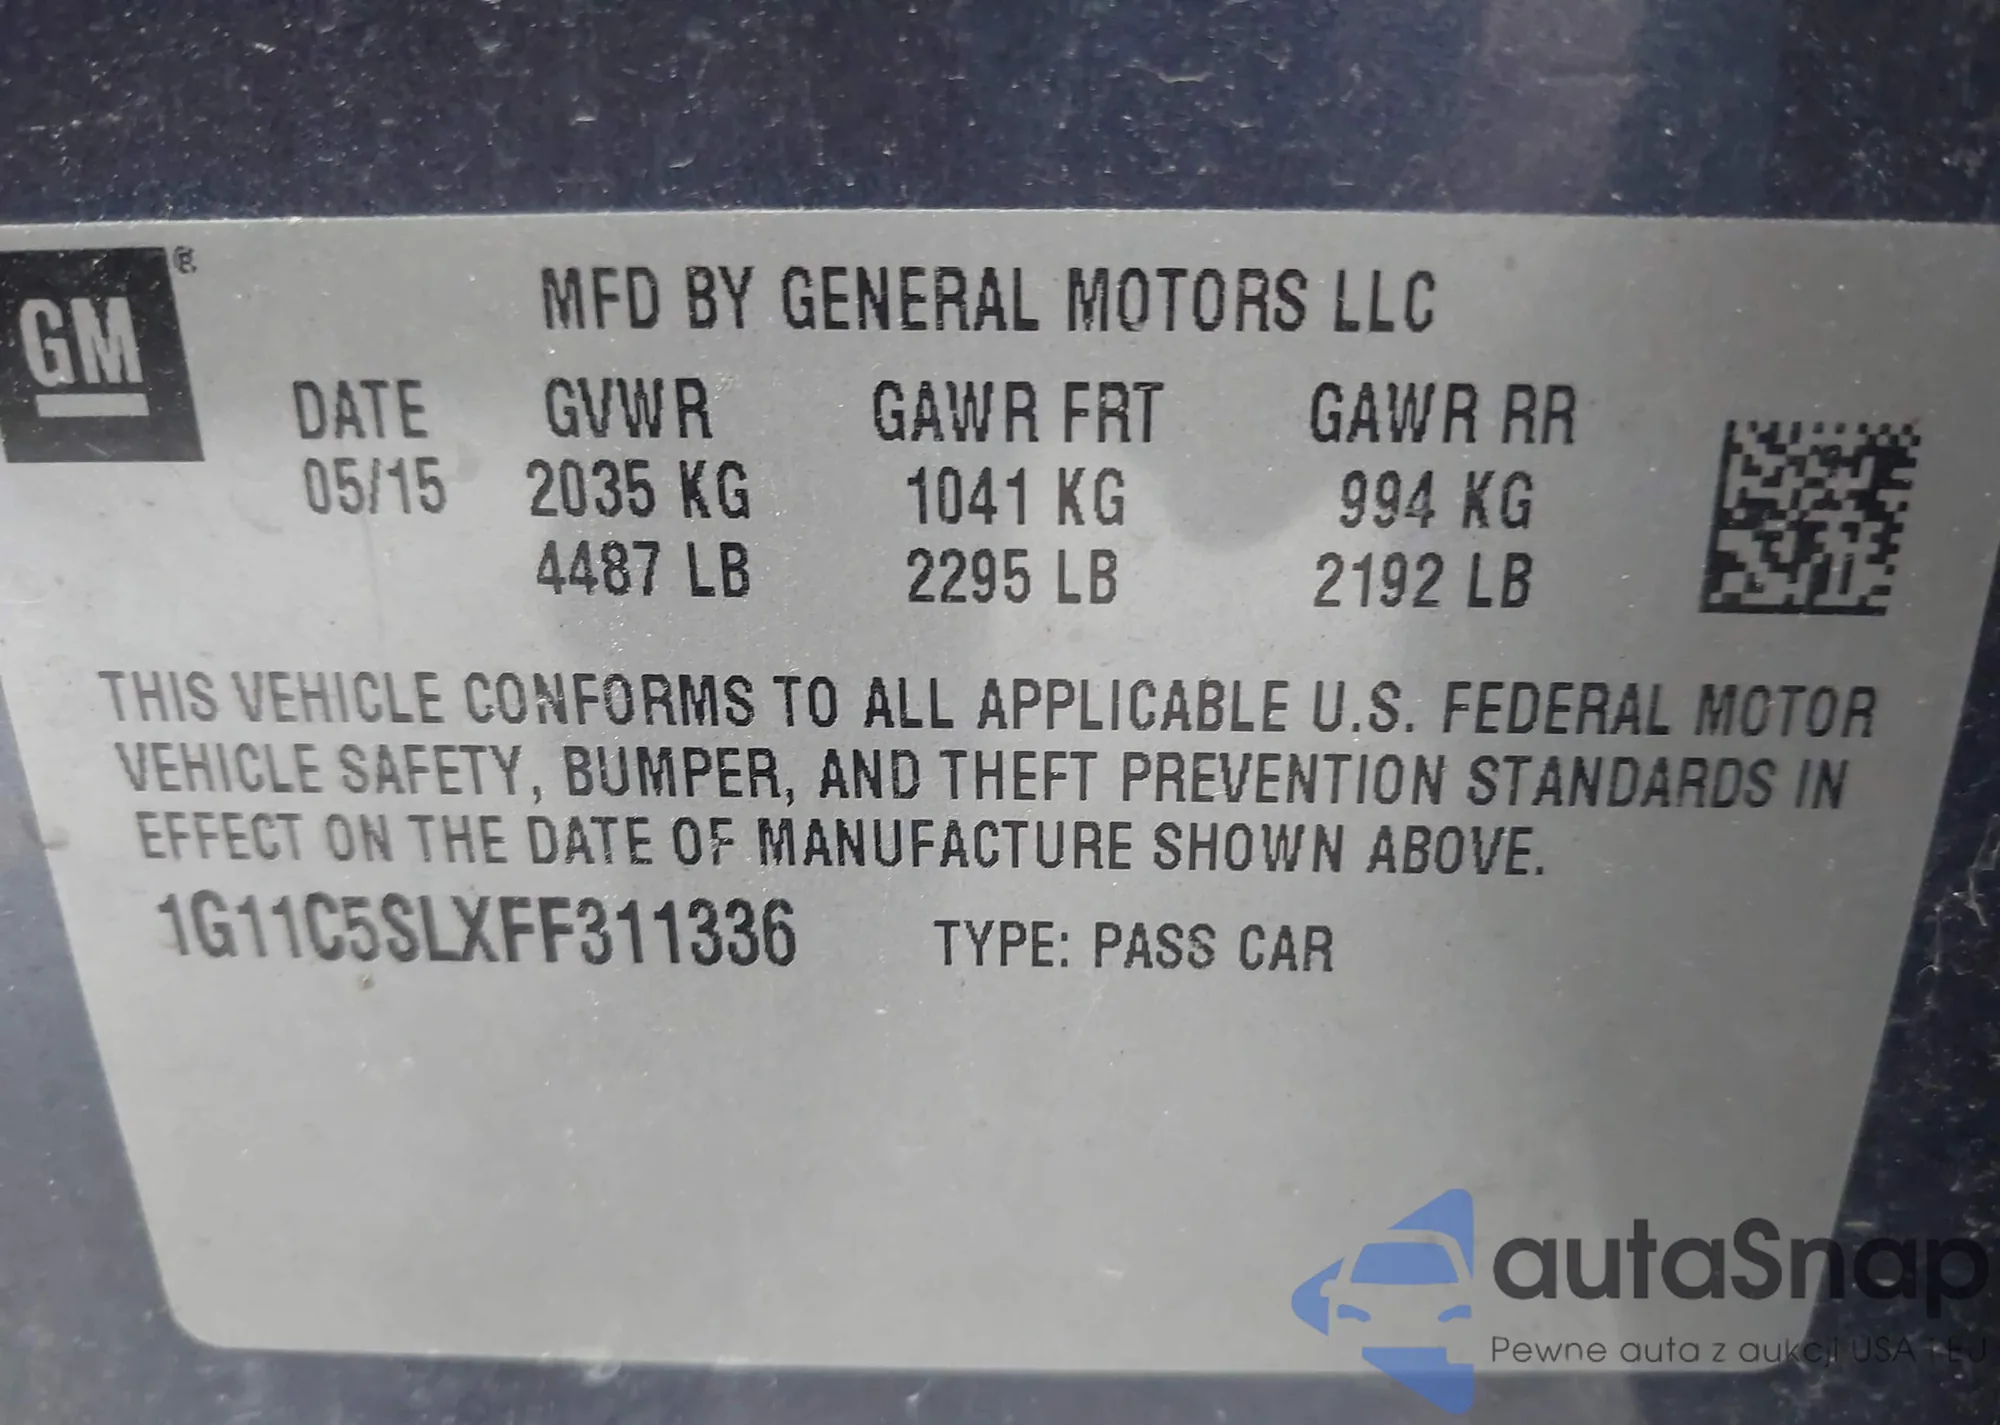 GM ®
MFD BY GENERAL MOTORS LLC
DATE GVWR GAWR FRT GAWR RR
05/15 2035 KG 1041 KG 994 KG
4487 LB 2295 LB 2192 LB
THIS VEHICLE CONFORMS TO ALL APPLICABLE U.S. FEDERAL MOTOR
VEHICLE SAFETY, BUMPER, AND THEFT PREVENTION STANDARDS IN
EFFECT ON THE DATE OF MANUFACTURE SHOWN ABOVE.
1G11C5SLXFF311336 TYPE: PASS CAR
autaSnap
Pewne auta z aukcji USA i EU